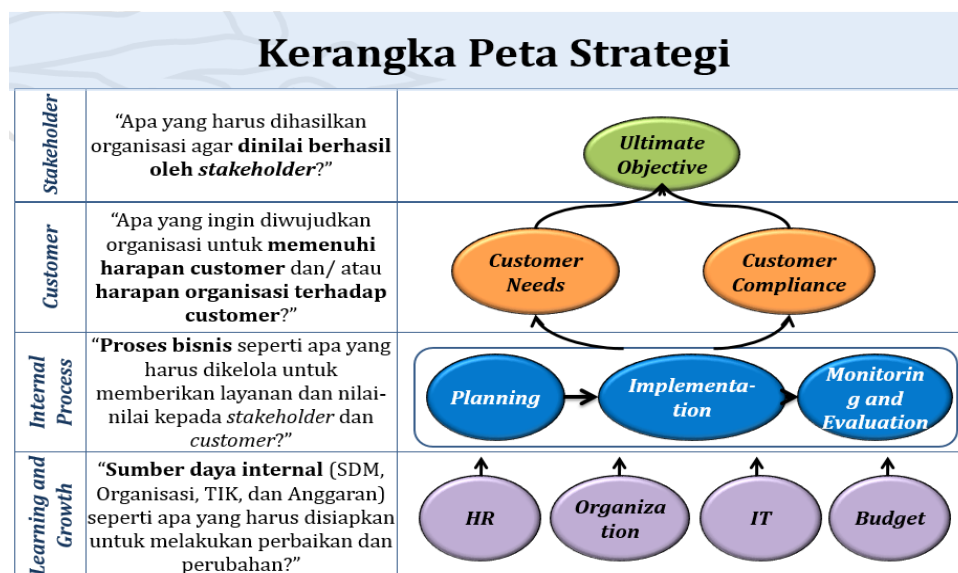 Kerangka Peta Strategi
Stakeholder
“Apa yang harus dihasilkan
organisasi agar dinilai berhasil
oleh stakeholder?”
Ultimate
Objective
Customer
“Apa yang ingin diwujudkan
organisasi untuk memenuhi
harapan customer dan/ atau
harapan organisasi terhadap
customer?”
Customer
Needs
Customer
Compliance
Internal
Process
“Proses bisnis seperti apa yang
harus dikelola untuk
memberikan layanan dan nilai-
nilai kepada stakeholder dan
customer?”
Planning
Implementa-
tion
Monitorin
g and
Evaluation
Learning and
Growth
“Sumber daya internal (SDM,
Organisasi, TIK, dan Anggaran)
seperti apa yang harus disiapkan
untuk melakukan perbaikan dan
perubahan?”
HR
Organiza
tion
IT
Budget